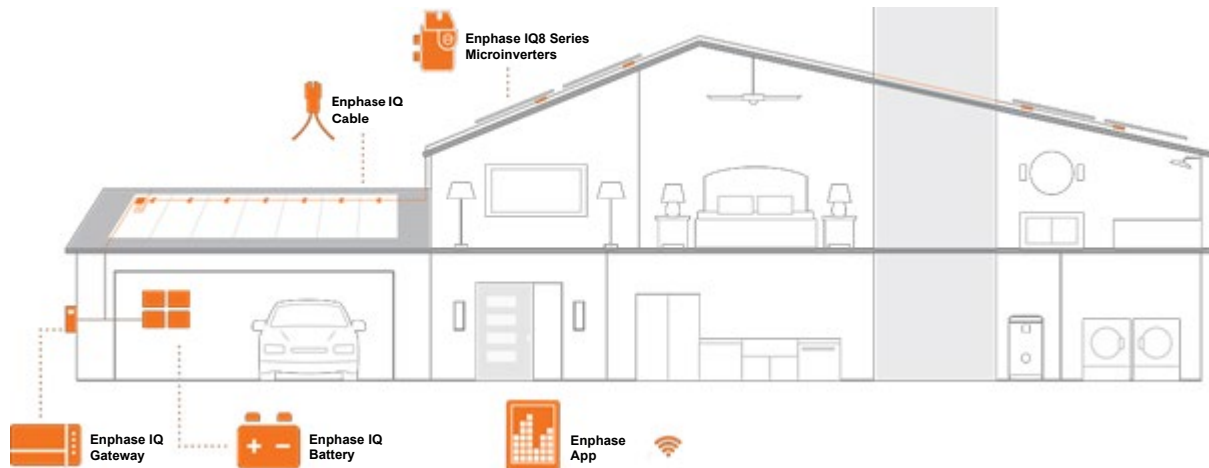 Enphase IQ8 Series
Microinverters
Enphase IQ
Cable
Enphase IQ
Gateway
Enphase IQ
Battery
Enphase
App